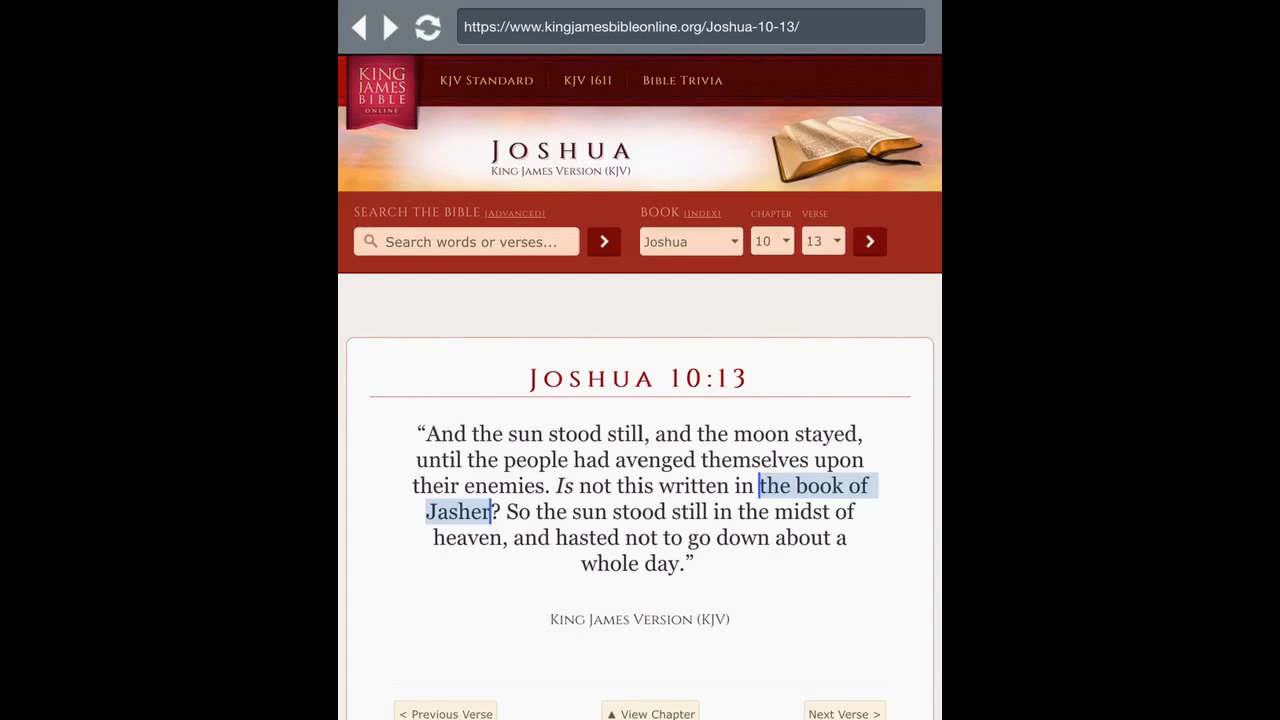 https://www.kingjamesbibleonline.org/Joshua-10-13/
KING
JAMES
BIBLE
ONLINE
KJV STANDARD
KJV 1611
BIBLE TRIVIA
JOSHUA
KING JAMES VERSION (KJV)
SEARCH THE BIBLE (ADVANCED)
BOOK (INDEX)
CHAPTER
VERSE
Search words or verses...
Joshua
10
13
JOSHUA 10:13
“And the sun stood still, and the moon stayed,
until the people had avenged themselves upon
their enemies. Is not this written in the book of
Jasher? So the sun stood still in the midst of
heaven, and hasted not to go down about a
whole day.”
KING JAMES VERSION (KJV)
< Previous Verse
▲ View Chapter
Next Verse >